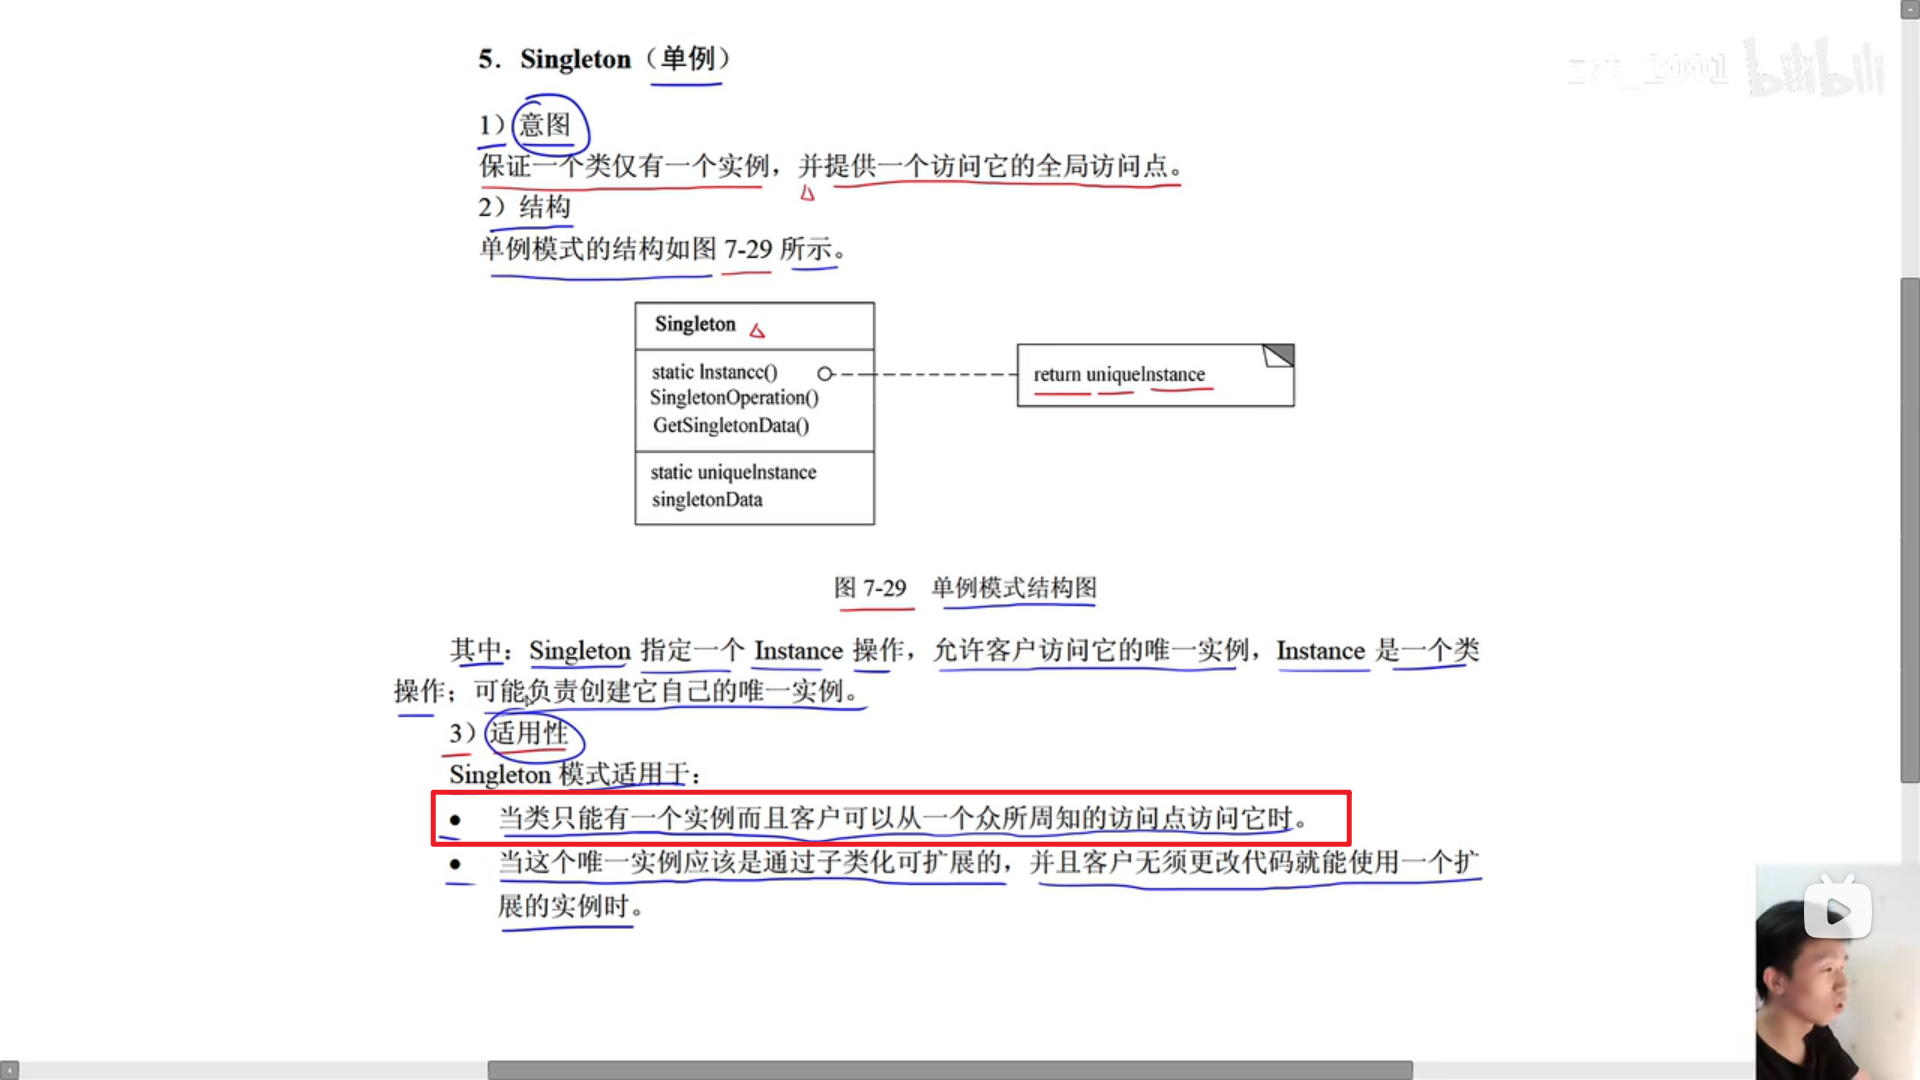 5．Singleton（单例）
1）意图
保证一个类仅有一个实例，并提供一个访问它的全局访问点。
2）结构
单例模式的结构如图 7-29 所示。
Singleton
static Instance()
SingletonOperation()
GetSingletonData()
static uniqueInstance
singletonData
return uniqueInstance
图 7-29 单例模式结构图
其中：Singleton 指定一个 Instance 操作，允许客户访问它的唯一实例，Instance 是一个类
操作；可能负责创建它自己的唯一实例。
3）适用性
Singleton 模式适用于：
● 当类只能有一个实例而且客户可以从一个众所周知的访问点访问它时。
● 当这个唯一实例应该是通过子类化可扩展的，并且客户无须更改代码就能使用一个扩
展的实例时。
bilibili